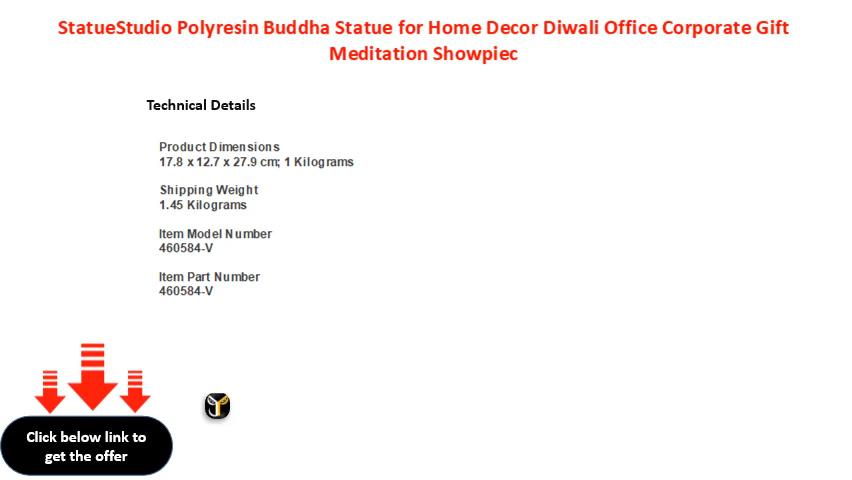 StatueStudio Polyresin Buddha Statue for Home Decor Diwali Office Corporate Gift
Meditation Showpiec
Technical Details
Product Dimensions
17.8 x 12.7 x 27.9 cm; 1 Kilograms
Shipping Weight
1.45 Kilograms
Item Model Number
460584-V
Item Part Number
460584-V
Click below link to
get the offer